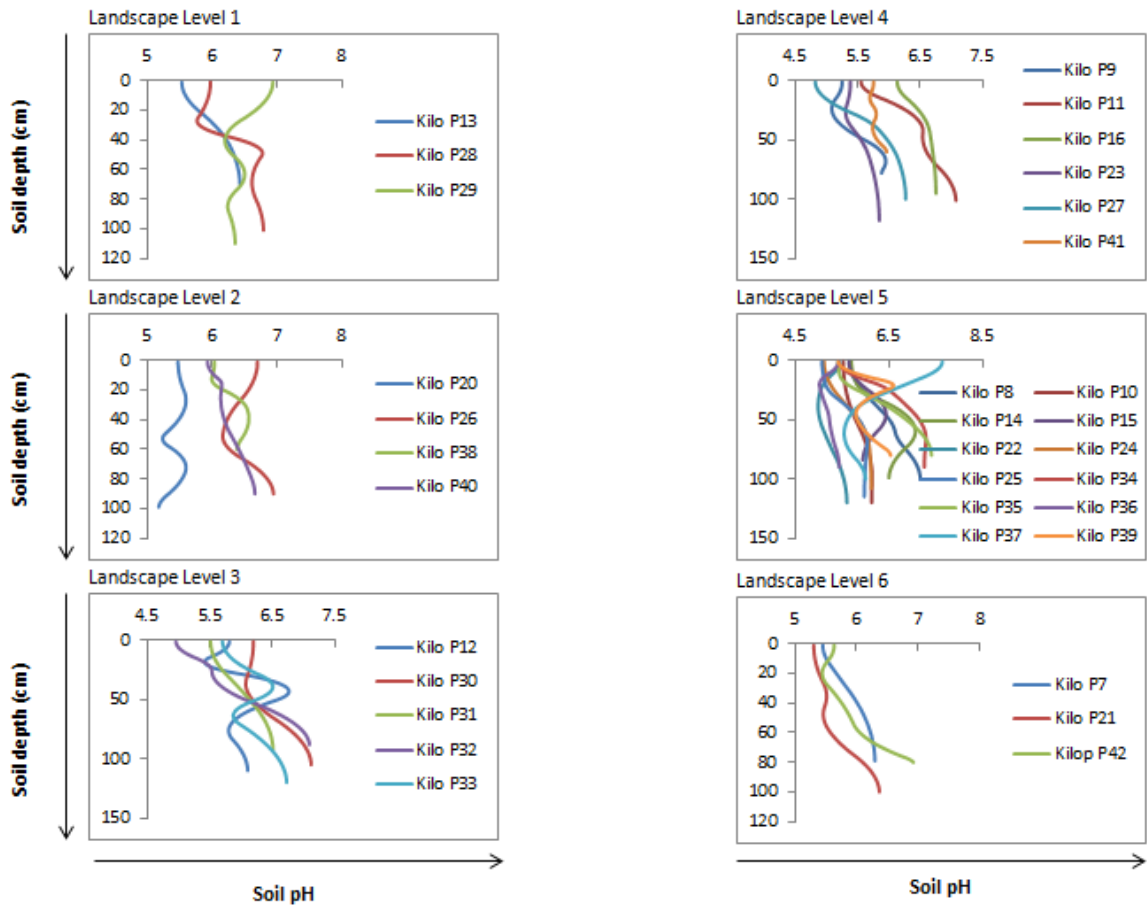 Landscape Level 1
5 6 7 8
0
20
40
60
80
100
120
Kilo P13
Kilo P28
Kilo P29
Soil depth (cm)
Landscape Level 2
5 6 7 8
0
20
40
60
80
100
120
Kilo P20
Kilo P26
Kilo P38
Kilo P40
Soil depth (cm)
Landscape Level 3
4.5 5.5 6.5 7.5
0
50
100
150
Kilo P12
Kilo P30
Kilo P31
Kilo P32
Kilo P33
Soil depth (cm)
Soil pH
Landscape Level 4
4.5 5.5 6.5 7.5
0
50
100
150
Kilo P9
Kilo P11
Kilo P16
Kilo P23
Kilo P27
Kilo P41
Landscape Level 5
4.5 6.5 8.5
0
50
100
150
Kilo P8 Kilo P10
Kilo P14 Kilo P15
Kilo P22 Kilo P24
Kilo P25 Kilo P34
Kilo P35 Kilo P36
Kilo P37 Kilo P39
Landscape Level 6
5 6 7 8
0
20
40
60
80
100
120
Kilo P7
Kilo P21
Kilop P42
Soil pH